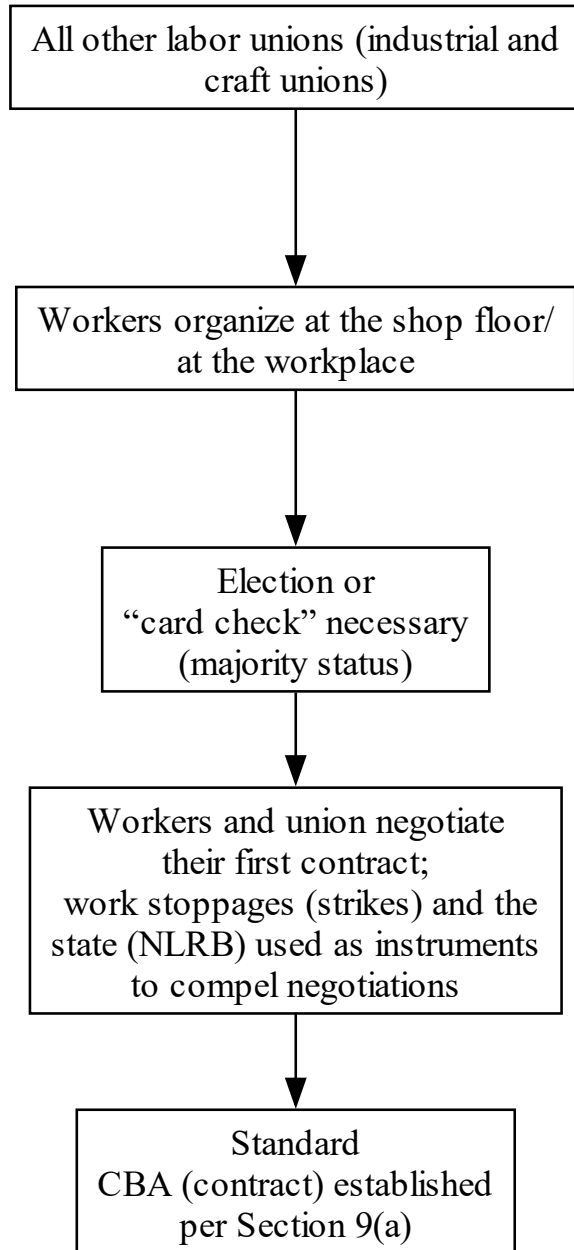 All other labor unions (industrial and
craft unions)
Workers organize at the shop floor/
at the workplace
Election or
“card check” necessary
(majority status)
Workers and union negotiate
their first contract;
work stoppages (strikes) and the
state (NLRB) used as instruments
to compel negotiations
Standard
CBA (contract) established
per Section 9(a)